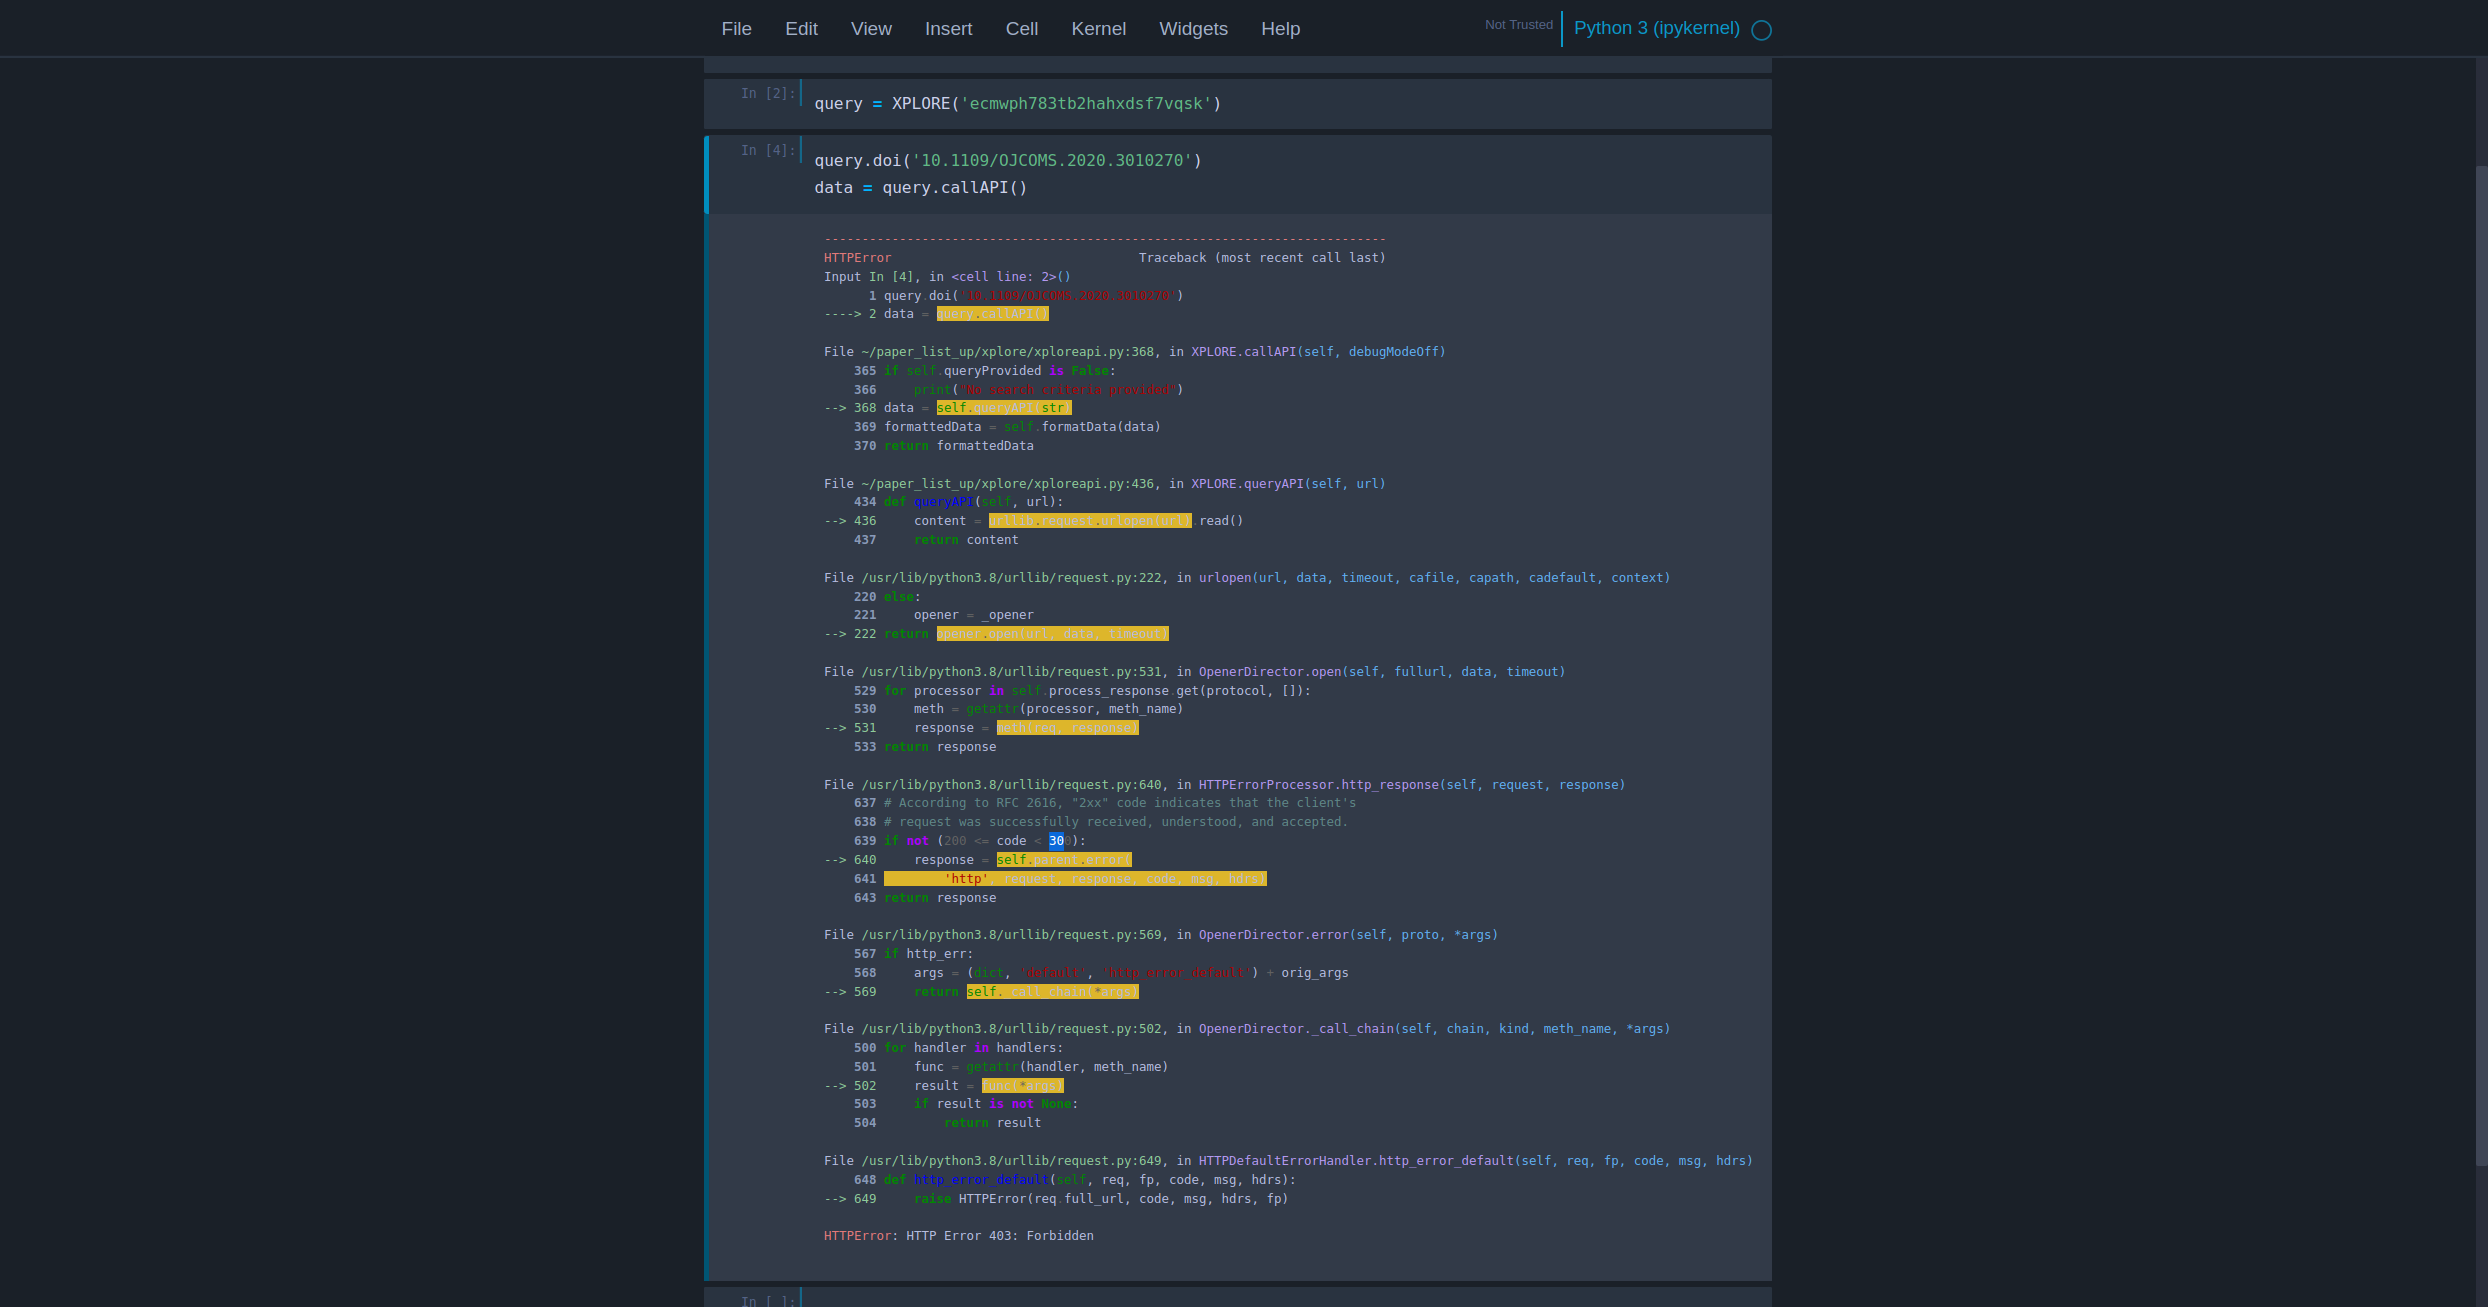 File Edit View Insert Cell Kernel Widgets Help Not Trusted Python 3 (ipykernel)
In [2]: query = XPLORE('ecmwph783tb2hahxdsf7vqsk')
In [4]: query.doi('10.1109/OJCOMS.2020.3010270')
data = query.callAPI()
---------------------------------------------------------------------------
HTTPError                                 Traceback (most recent call last)
Input In [4], in <cell line: 2>()
      1 query.doi('10.1109/OJCOMS.2020.3010270')
----> 2 data = query.callAPI()
File ~/paper_list_up/xplore/xploreapi.py:368, in XPLORE.callAPI(self, debugModeOff)
    365 if self.queryProvided is False:
    366     print("No search criteria provided")
--> 368 data = self.queryAPI(str)
    369 formattedData = self.formatData(data)
    370 return formattedData
File ~/paper_list_up/xplore/xploreapi.py:436, in XPLORE.queryAPI(self, url)
    434 def queryAPI(self, url):
--> 436     content = urllib.request.urlopen(url).read()
    437     return content
File /usr/lib/python3.8/urllib/request.py:222, in urlopen(url, data, timeout, cafile, capath, cadefault, context)
    220 else:
    221     opener = _opener
--> 222 return opener.open(url, data, timeout)
File /usr/lib/python3.8/urllib/request.py:531, in OpenerDirector.open(self, fullurl, data, timeout)
    529 for processor in self.process_response.get(protocol, []):
    530     meth = getattr(processor, meth_name)
--> 531     response = meth(req, response)
    533 return response
File /usr/lib/python3.8/urllib/request.py:640, in HTTPErrorProcessor.http_response(self, request, response)
    637 # According to RFC 2616, "2xx" code indicates that the client's
    638 # request was successfully received, understood, and accepted.
    639 if not (200 <= code < 300):
--> 640     response = self.parent.error(
    641         'http', request, response, code, msg, hdrs)
    643 return response
File /usr/lib/python3.8/urllib/request.py:569, in OpenerDirector.error(self, proto, *args)
    567 if http_err:
    568     args = (dict, 'default', 'http_error_default') + orig_args
--> 569     return self._call_chain(*args)
File /usr/lib/python3.8/urllib/request.py:502, in OpenerDirector._call_chain(self, chain, kind, meth_name, *args)
    500 for handler in handlers:
    501     func = getattr(handler, meth_name)
--> 502     result = func(*args)
    503     if result is not None:
    504         return result
File /usr/lib/python3.8/urllib/request.py:649, in HTTPDefaultErrorHandler.http_error_default(self, req, fp, code, msg, hdrs)
    648 def http_error_default(self, req, fp, code, msg, hdrs):
--> 649     raise HTTPError(req.full_url, code, msg, hdrs, fp)
HTTPError: HTTP Error 403: Forbidden
In [ ]: